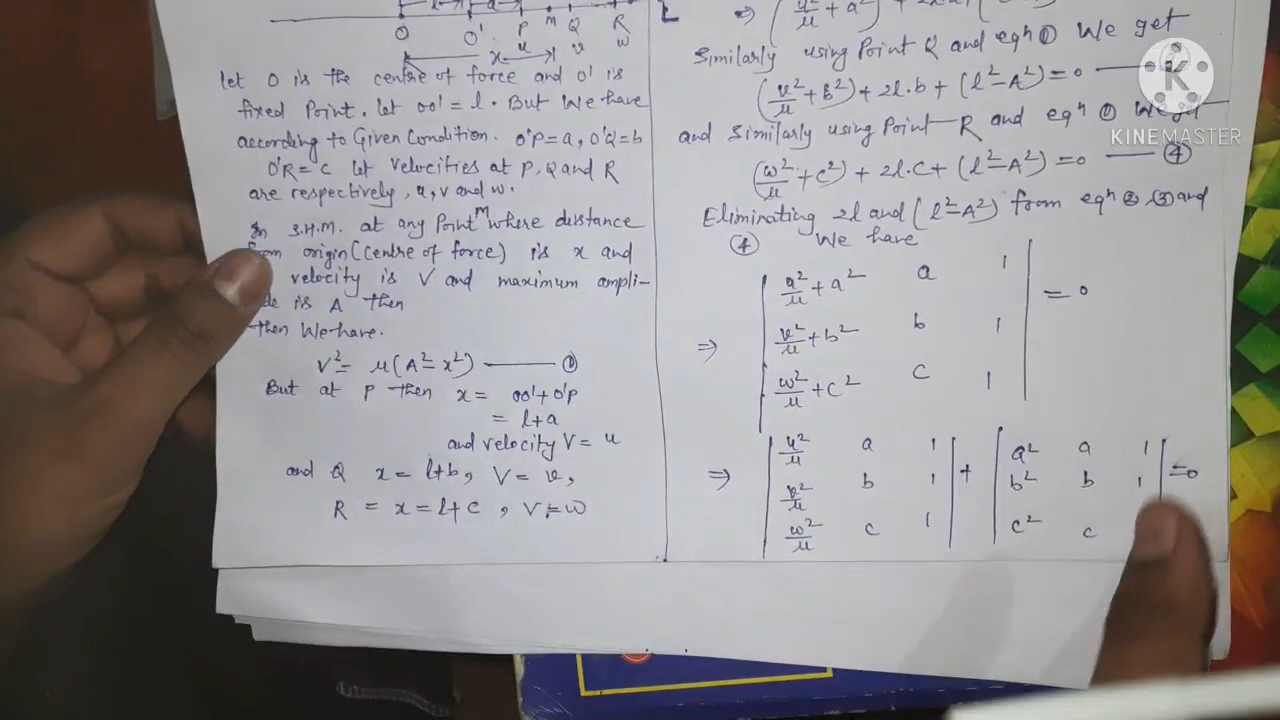 O O' P M Q R
x u v w
let O is the centre of force and O' is
fixed Point. let OO' = l. But We have
according to Given Condition. O'P=a, O'Q=b
O'R=c let velocities at P, Q and R
are respectively, u, v and w.
In S.H.M. at any Point M where distance
origin (centre of force) is x and
velocity is V and maximum ampli-
is A then
then We have.
V² = μ(A²-x²) —— ①
But at P then x = OO'+O'P
= l+a
and velocity V = u
and Q x = l+b, V = v,
R = x = l+c, V = w
⇒ (u²/μ + a²) +
Similarly using Point Q and eqⁿ ① We get
(v²/μ + b²) + 2l.b + (l²-A²) = 0 ——
and Similarly using Point R and eqⁿ ① We get
(w²/μ + c²) + 2l.c + (l²-A²) = 0 —— ④
Eliminating 2l and (l²-A²) from eqⁿ ②, ③ and
④ We have
⇒ | u²/μ + a² a 1 | = 0
| v²/μ + b² b 1 |
| w²/μ + c² c 1 |
⇒ | u²/μ a 1 | + | a² a 1 | = 0
| v²/μ b 1 | | b² b 1 |
| w²/μ c 1 | | c² c
K
KINEMASTER